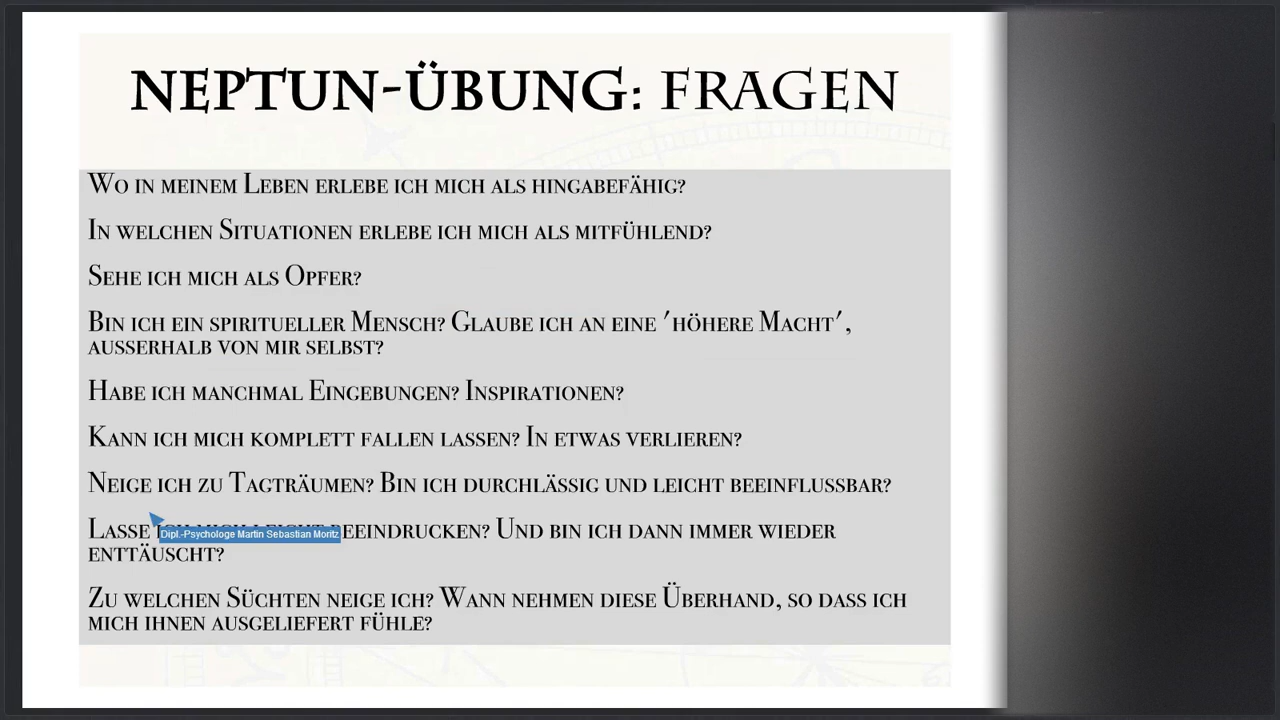 NEPTUN-ÜBUNG: FRAGEN
WO IN MEINEM LEBEN ERLEBE ICH MICH ALS HINGABEFÄHIG?
IN WELCHEN SITUATIONEN ERLEBE ICH MICH ALS MITFÜHLEND?
SEHE ICH MICH ALS OPFER?
BIN ICH EIN SPIRITUELLER MENSCH? GLAUBE ICH AN EINE 'HÖHERE MACHT',
AUSSERHALB VON MIR SELBST?
HABE ICH MANCHMAL EINGEBUNGEN? INSPIRATIONEN?
KANN ICH MICH KOMPLETT FALLEN LASSEN? IN ETWAS VERLIEREN?
NEIGE ICH ZU TAGTRÄUMEN? BIN ICH DURCHLÄSSIG UND LEICHT BEEINFLUSSBAR?
LASSE ICH MICH LEICHT BEEINDRUCKEN? UND BIN ICH DANN IMMER WIEDER
Dipl.-Psychologe Martin Sebastian Moritz
ENTTÄUSCHT?
ZU WELCHEN SÜCHTEN NEIGE ICH? WANN NEHMEN DIESE ÜBERHAND, SO DASS ICH
MICH IHNEN AUSGELIEFERT FÜHLE?